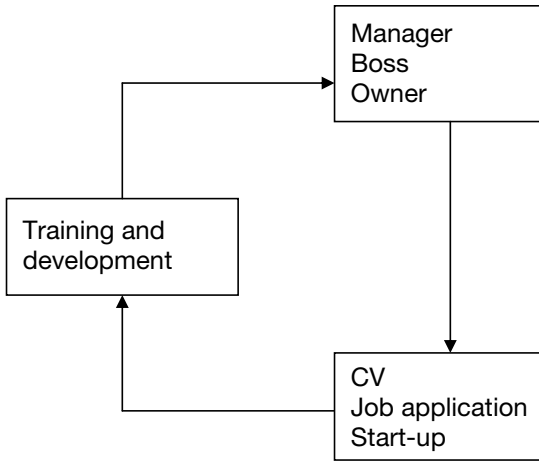 Manager
Boss
Owner
Training and
development
CV
Job application
Start-up